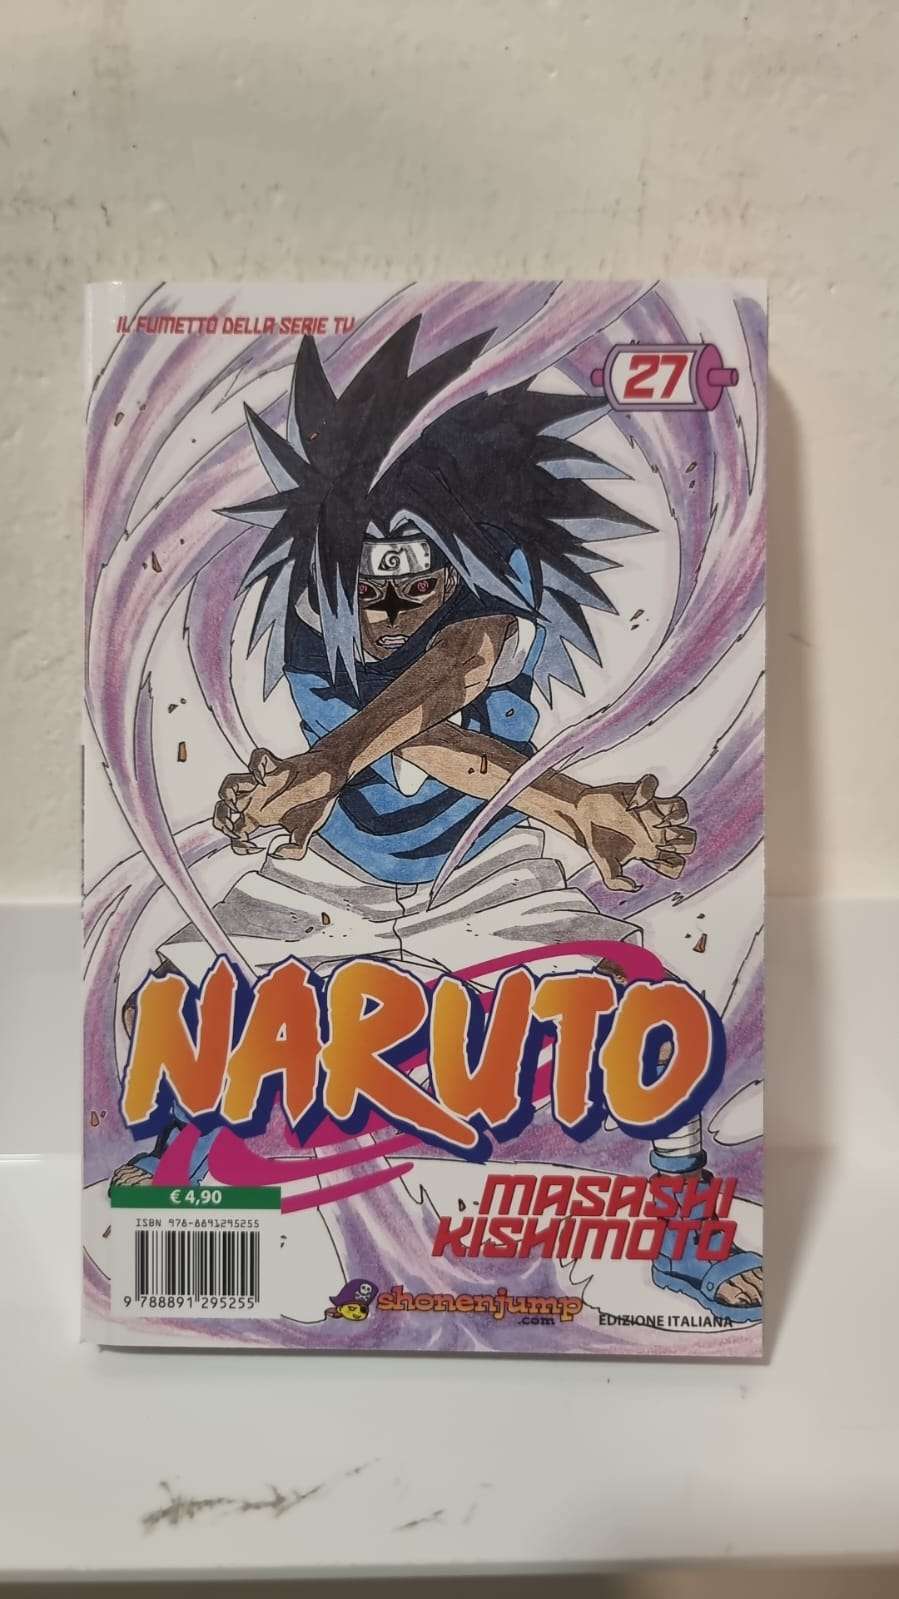 IL FUMETTO DELLA SERIE TV
27
NARUTO
MASASHI
KISHIMOTO
€ 4,90
ISBN 978-8891295255
9 788891 295255
shonenjump
.com
EDIZIONE ITALIANA